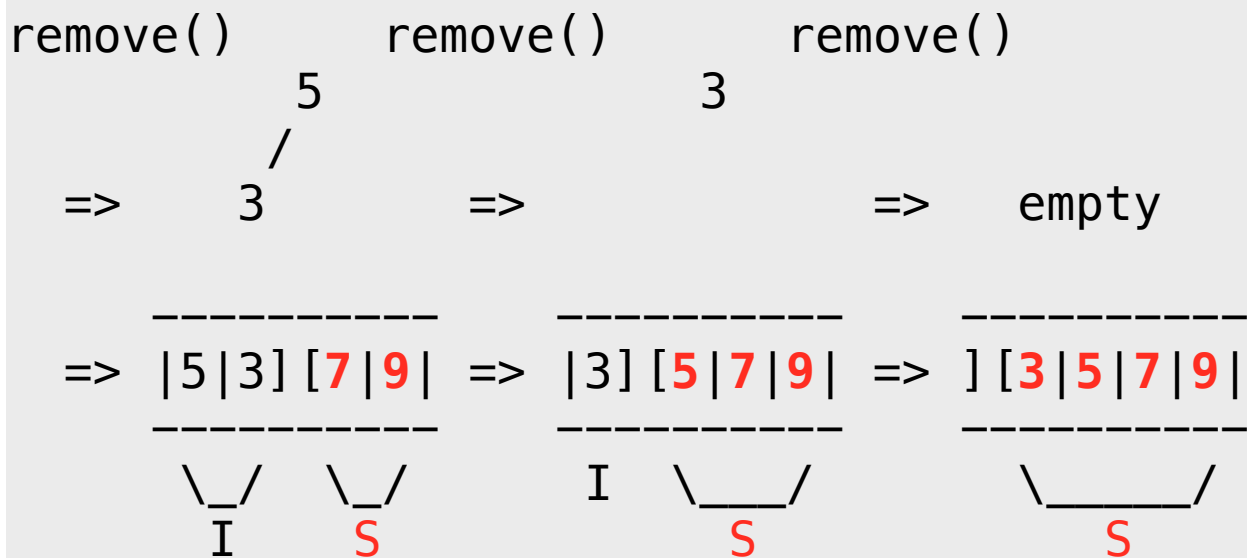 remove()     remove()      remove()
          5             3
         /
  =>    3       =>            =>   empty
     ----------    ----------    ----------
  => |5|3][7|9| => |3][5|7|9| => ][3|5|7|9|
     ----------    ----------    ----------
      \_/  \_/      I  \___/       \_____/
       I    S            S            S